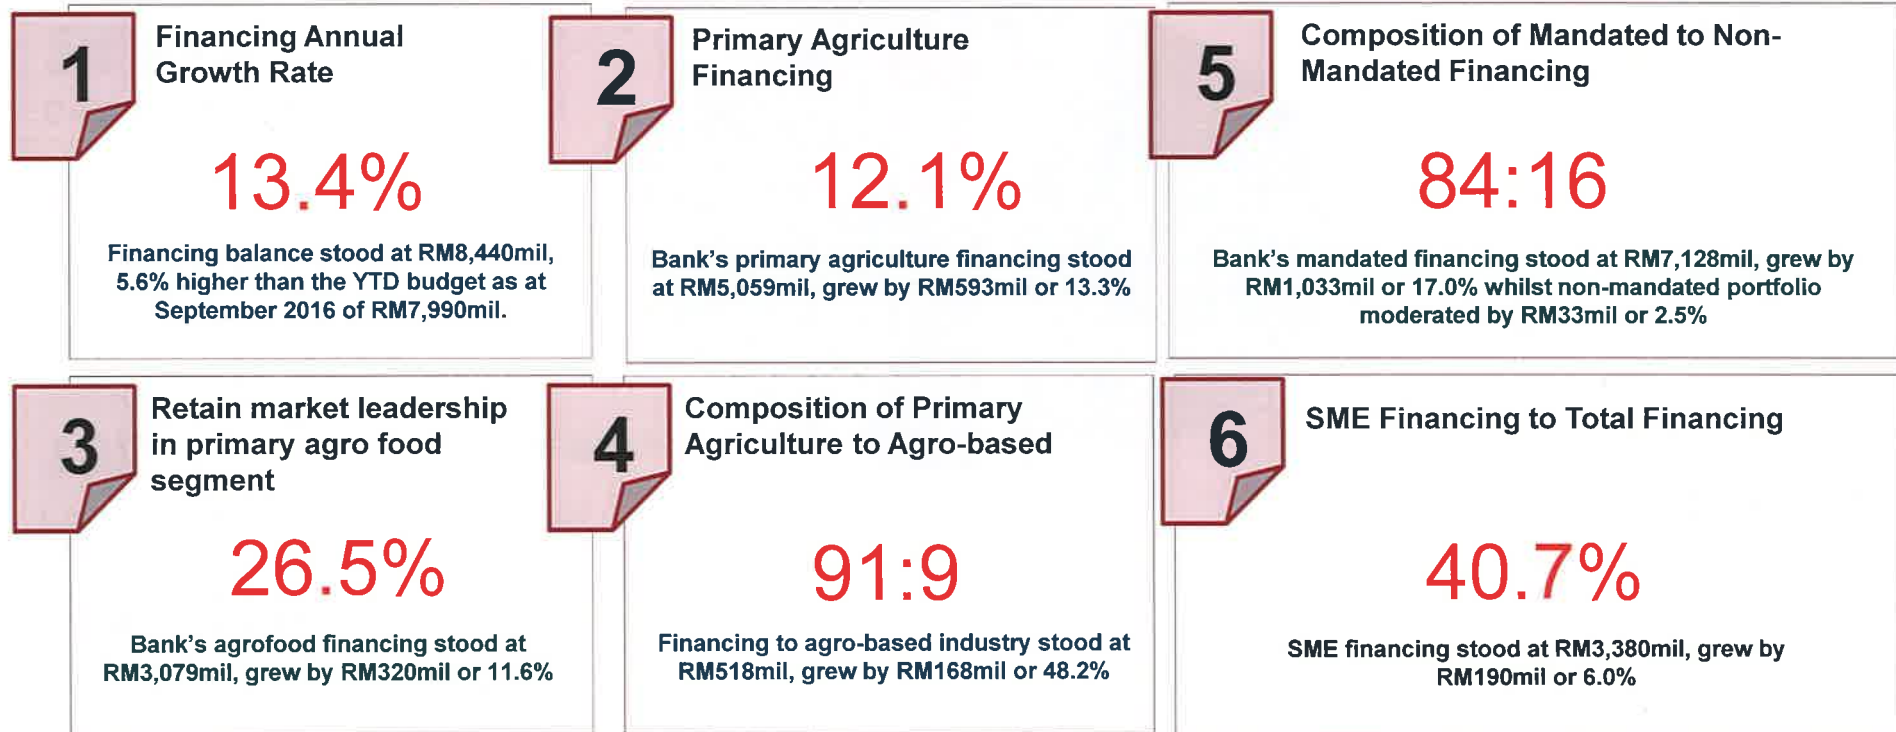 1
Financing Annual
Growth Rate
13.4%
Financing balance stood at RM8,440mil,
5.6% higher than the YTD budget as at
September 2016 of RM7,990mil.
2
Primary Agriculture
Financing
12.1%
Bank's primary agriculture financing stood
at RM5,059mil, grew by RM593mil or 13.3%
5
Composition of Mandated to Non-
Mandated Financing
84:16
Bank's mandated financing stood at RM7,128mil, grew by
RM1,033mil or 17.0% whilst non-mandated portfolio
moderated by RM33mil or 2.5%
3
Retain market leadership
in primary agro food
segment
26.5%
Bank's agrofood financing stood at
RM3,079mil, grew by RM320mil or 11.6%
4
Composition of Primary
Agriculture to Agro-based
91:9
Financing to agro-based industry stood at
RM518mil, grew by RM168mil or 48.2%
6
SME Financing to Total Financing
40.7%
SME financing stood at RM3,380mil, grew by
RM190mil or 6.0%